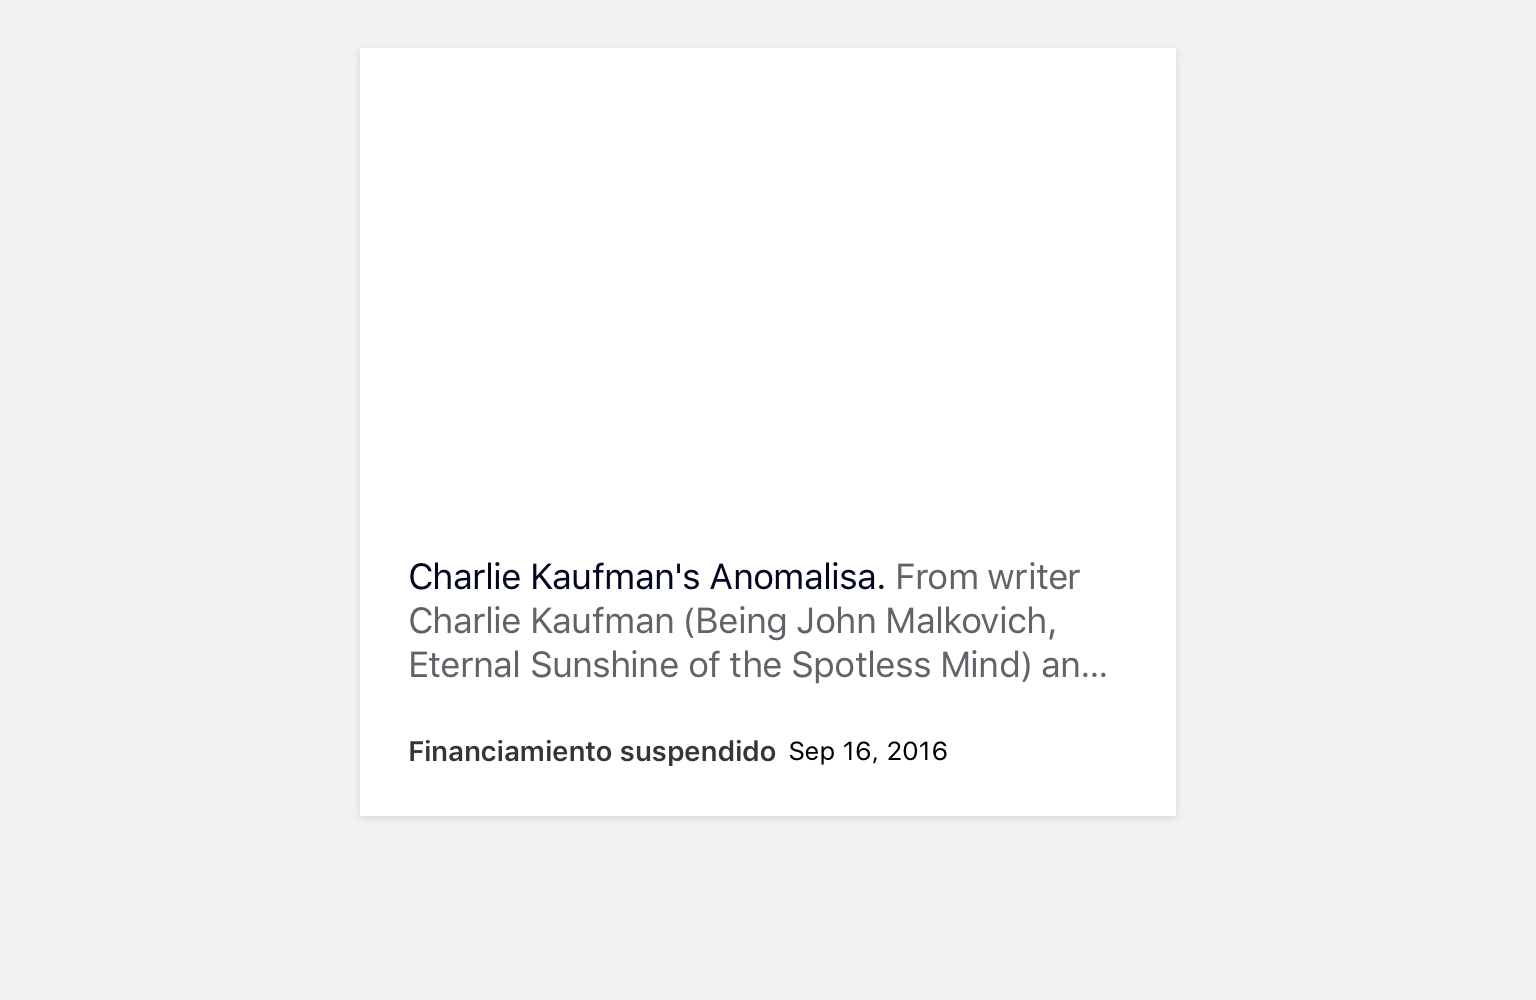 Charlie Kaufman's Anomalisa. From writer
Charlie Kaufman (Being John Malkovich,
Eternal Sunshine of the Spotless Mind) an...
Financiamiento suspendido Sep 16, 2016